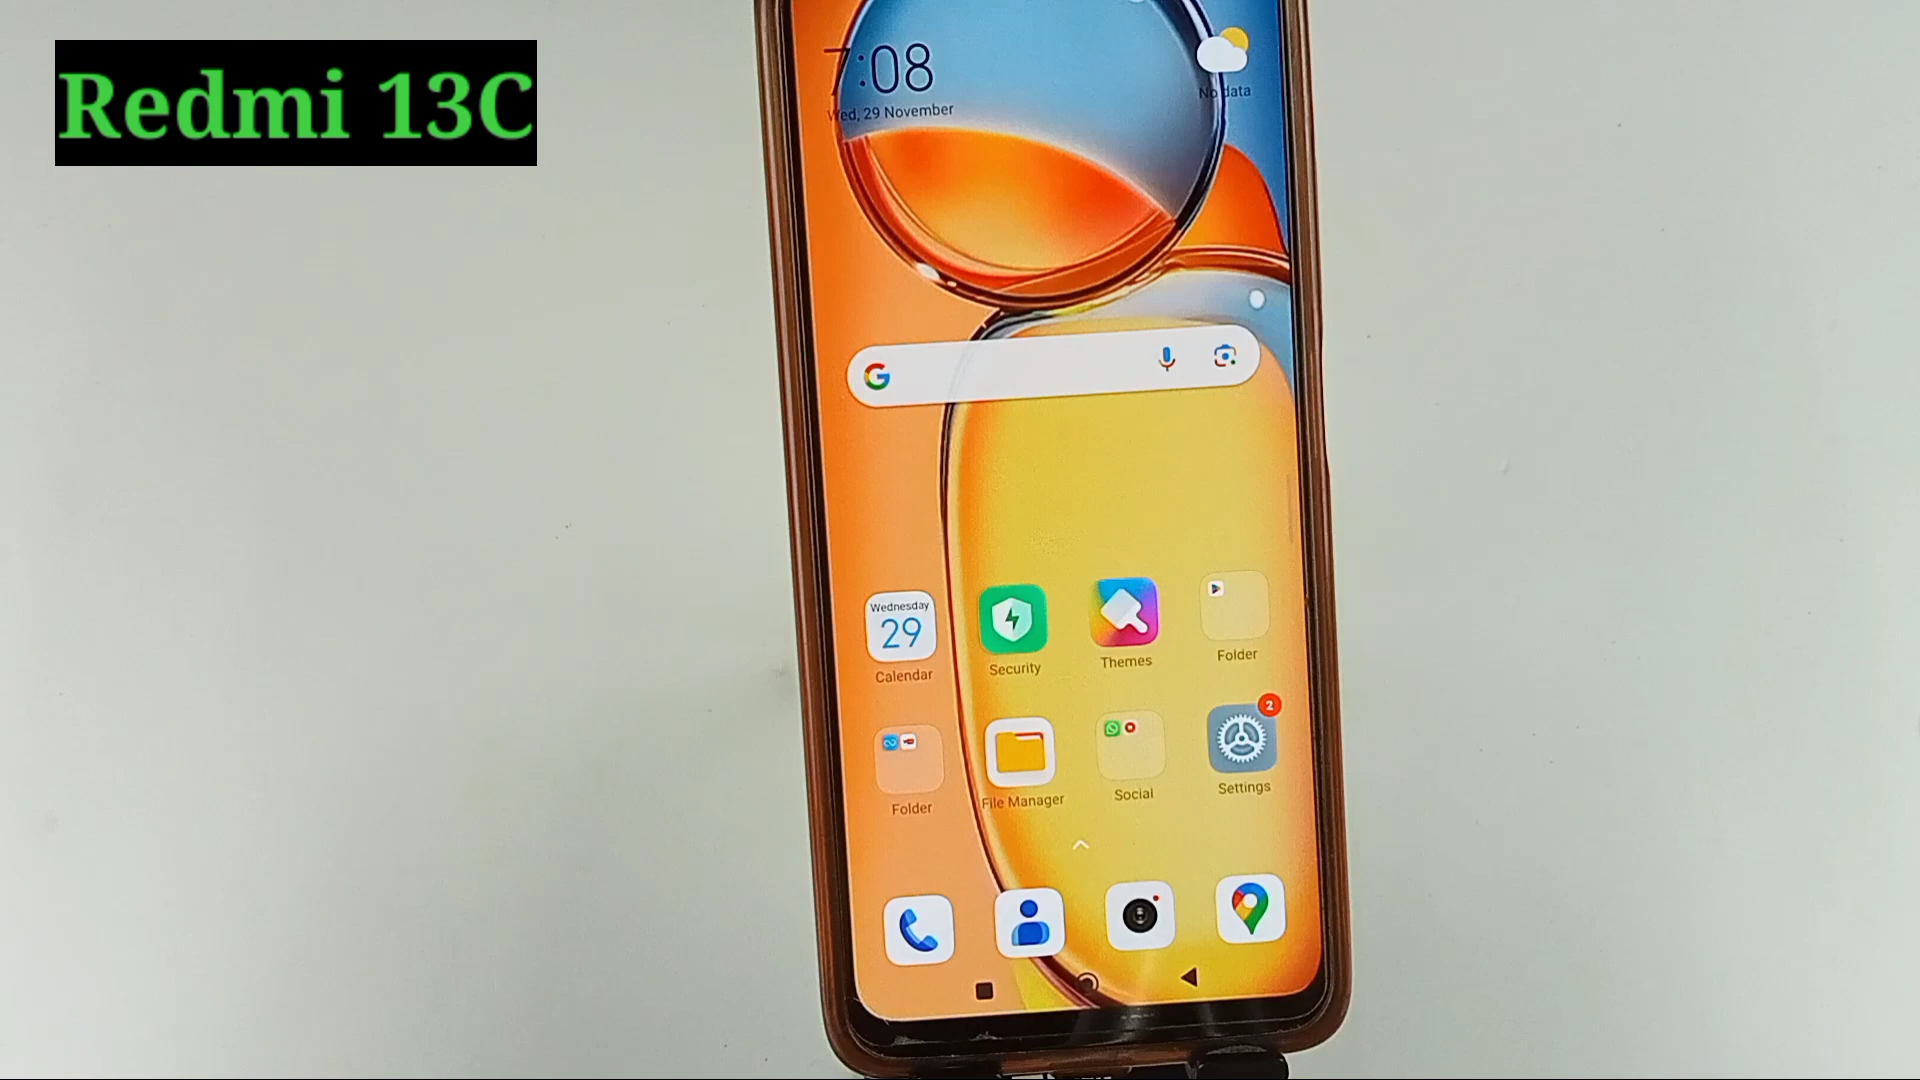 Redmi 13C
7:08
Wed, 29 November
No data
G
Wednesday
29
Calendar
Security
Themes
Folder
2
Folder
File Manager
Social
Settings